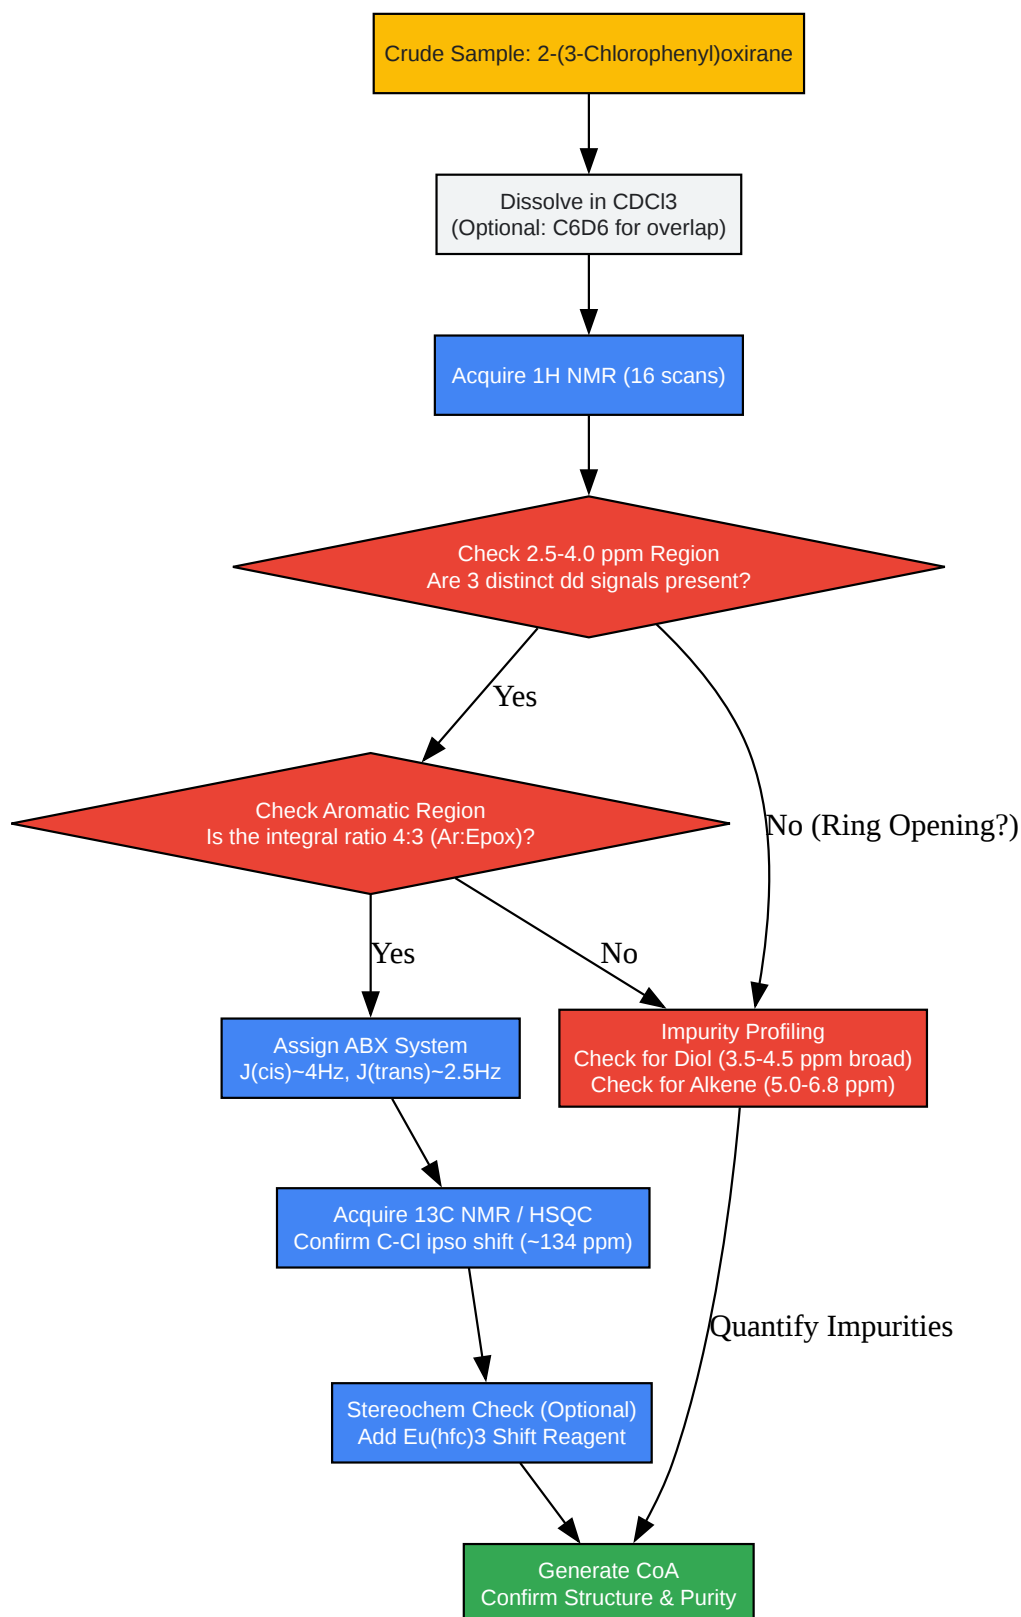 Crude Sample: 2-(3-Chlorophenyl)oxirane
Dissolve in CDCl3
(Optional: C6D6 for overlap)
Acquire 1H NMR (16 scans)
Check 2.5-4.0 ppm Region
Are 3 distinct dd signals present?
Yes
Check Aromatic Region
Is the integral ratio 4:3 (Ar:Epox)?
No (Ring Opening?)
Yes
No
Assign ABX System
J(cis)~4Hz, J(trans)~2.5Hz
Impurity Profiling
Check for Diol (3.5-4.5 ppm broad)
Check for Alkene (5.0-6.8 ppm)
Acquire 13C NMR / HSQC
Confirm C-Cl ipso shift (~134 ppm)
Quantify Impurities
Stereochem Check (Optional)
Add Eu(hfc)3 Shift Reagent
Generate CoA
Confirm Structure & Purity